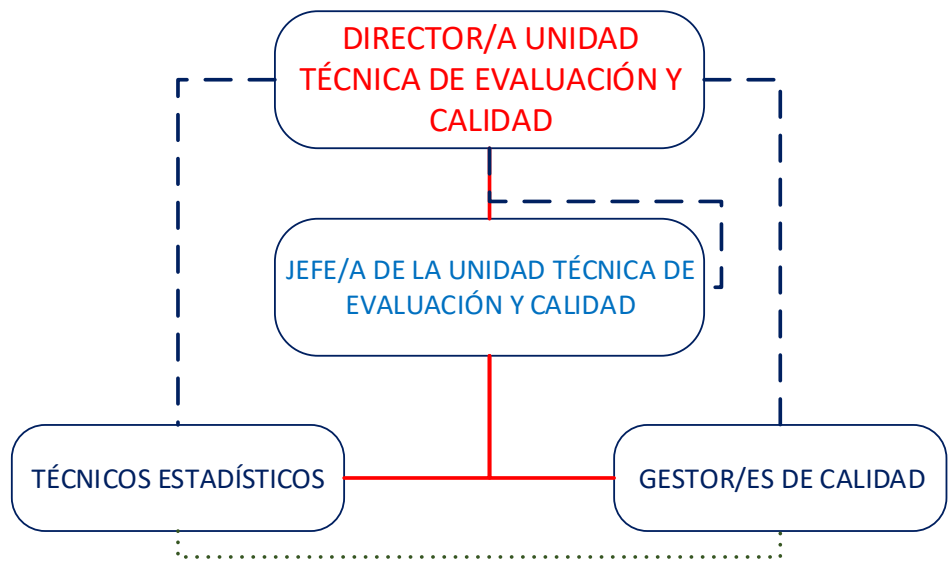 DIRECTOR/A UNIDAD
TÉCNICA DE EVALUACIÓN Y
CALIDAD
JEFE/A DE LA UNIDAD TÉCNICA DE
EVALUACIÓN Y CALIDAD
TÉCNICOS ESTADÍSTICOS
GESTOR/ES DE CALIDAD